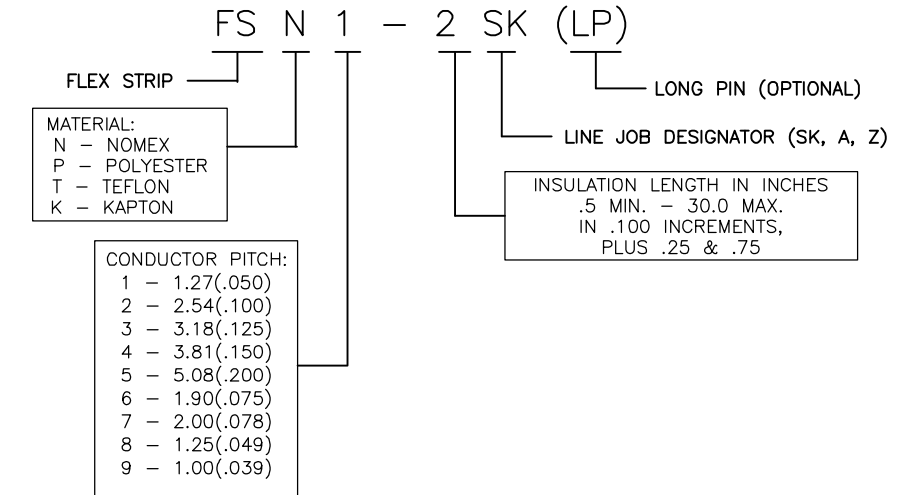 FS N 1 - 2 SK (LP)
FLEX STRIP
LONG PIN (OPTIONAL)
LINE JOB DESIGNATOR (SK, A, Z)
MATERIAL:
N - NOMEX
P - POLYESTER
T - TEFLON
K - KAPTON
INSULATION LENGTH IN INCHES
.5 MIN. - 30.0 MAX.
IN .100 INCREMENTS,
PLUS .25 & .75
CONDUCTOR PITCH:
1 - 1.27(.050)
2 - 2.54(.100)
3 - 3.18(.125)
4 - 3.81(.150)
5 - 5.08(.200)
6 - 1.90(.075)
7 - 2.00(.078)
8 - 1.25(.049)
9 - 1.00(.039)